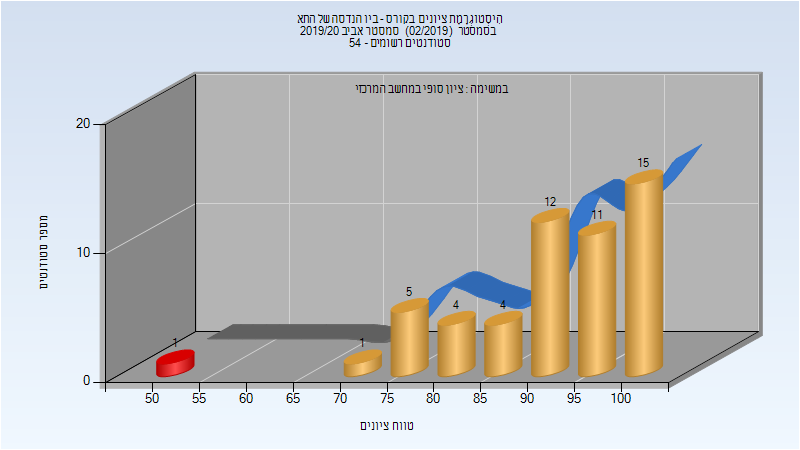 היסטוגרמת ציונים בקורס - ביו הנדסה של התא
בסמסטר (02/2019) סמסטר אביב 2019/20
סטודנטים רשומים - 54
במשימה : ציון סופי במחשב המרכזי
מספר סטודנטים
20
10
0
1
1
5
4
4
12
11
15
50 55 60 65 70 75 80 85 90 95 100
טווח ציונים